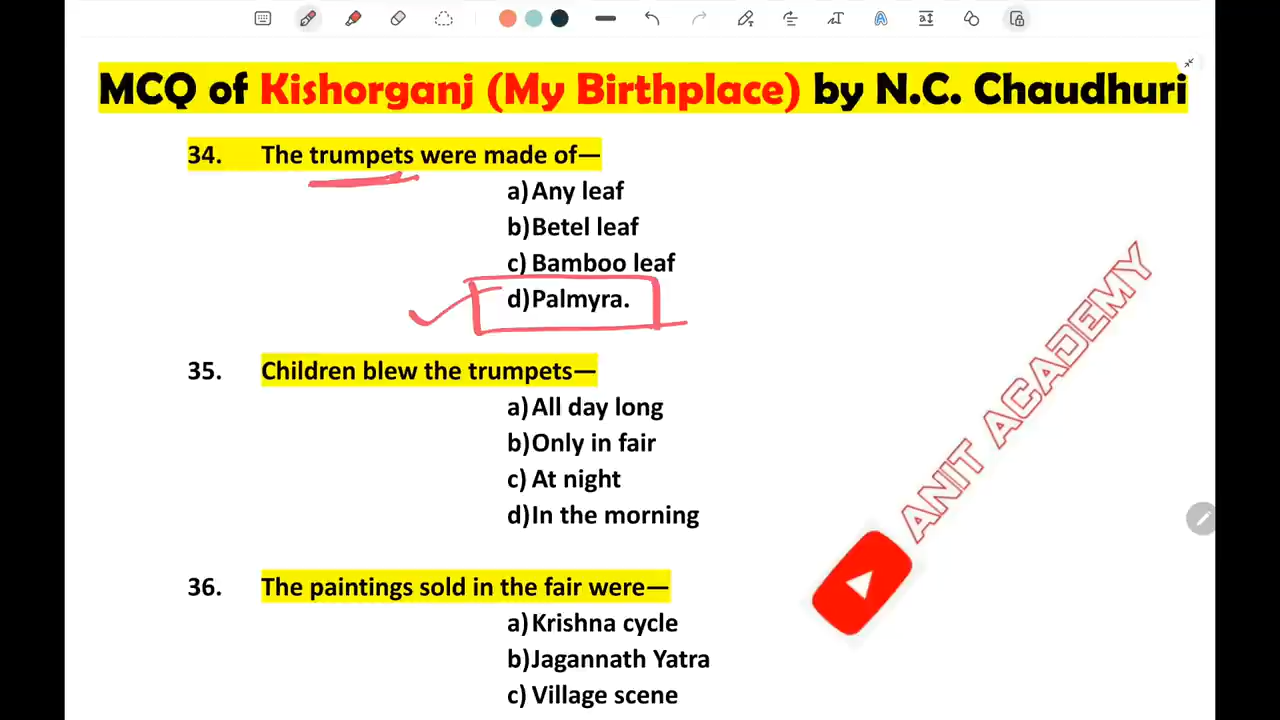 MCQ of Kishorganj (My Birthplace) by N.C. Chaudhuri
34. The trumpets were made of—
a) Any leaf
b) Betel leaf
c) Bamboo leaf
d) Palmyra.
35. Children blew the trumpets—
a) All day long
b) Only in fair
c) At night
d) In the morning
36. The paintings sold in the fair were—
a) Krishna cycle
b) Jagannath Yatra
c) Village scene
ANIT ACADEMY